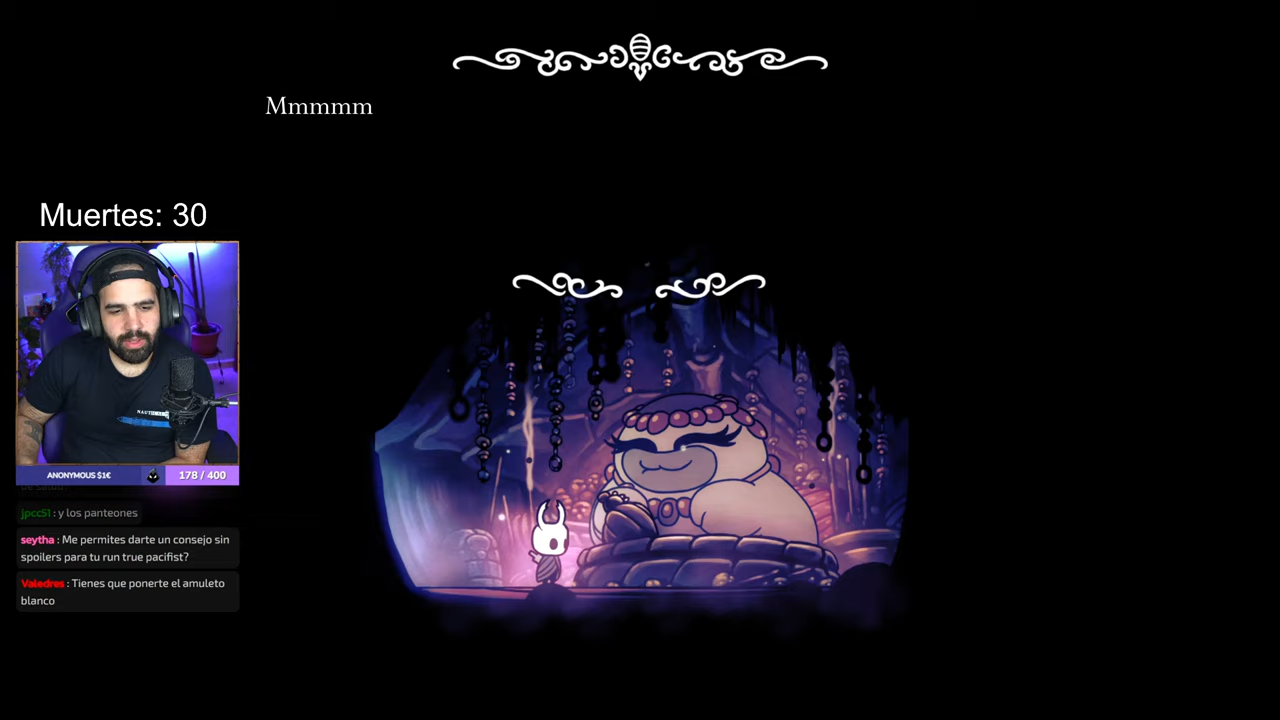 Mmmmm
Muertes: 30
NAUTICA
ANONYMOUS $1€
178 / 400
jpcc51 : y los panteones
seytha : Me permites darte un consejo sin
spoilers para tu run true pacifist?
Valedres : Tienes que ponerte el amuleto
blanco